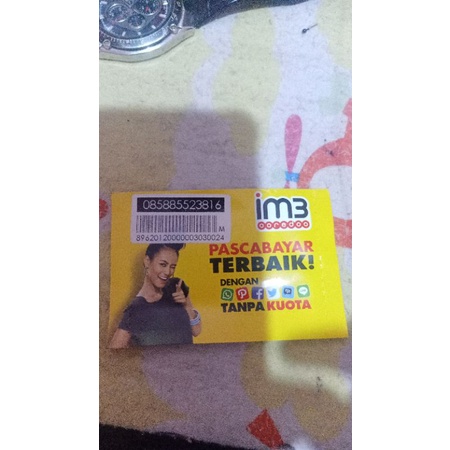 085885523816
M
8962012000003030024
im3
ooredoo
PASCABAYAR
TERBAIK!
DENGAN
TANPA KUOTA